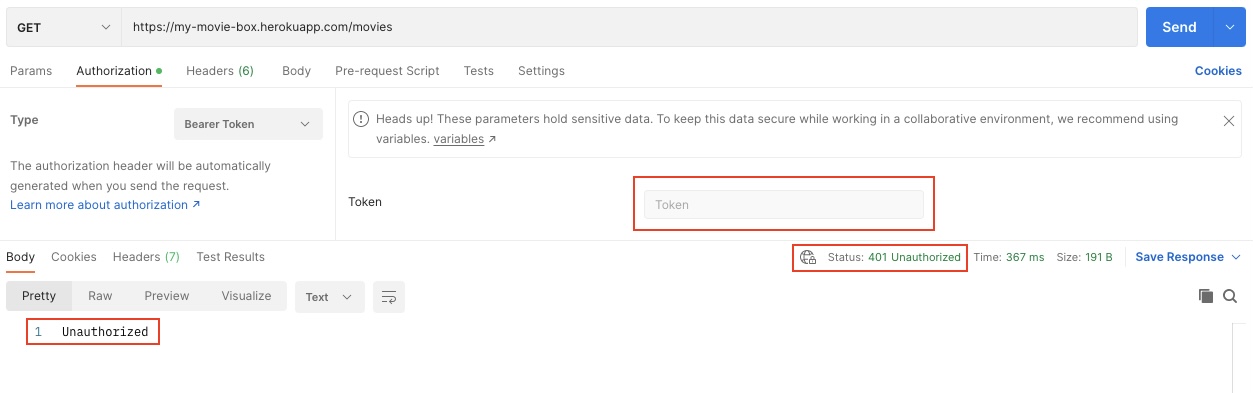 GET https://my-movie-box.herokuapp.com/movies Send
Params Authorization Headers (6) Body Pre-request Script Tests Settings Cookies
Type Bearer Token
The authorization header will be automatically
generated when you send the request.
Learn more about authorization ↗
Heads up! These parameters hold sensitive data. To keep this data secure while working in a collaborative environment, we recommend using
variables. variables ↗
Token Token
Body Cookies Headers (7) Test Results Status: 401 Unauthorized Time: 367 ms Size: 191 B Save Response
Pretty Raw Preview Visualize Text
1 Unauthorized